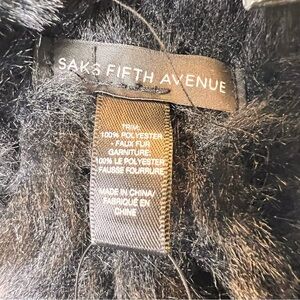 SAKS FIFTH AVENUE
TRIM:
100% POLYESTER
- FAUX FUR
GARNITURE:
100% LE POLYESTER
- FAUSSE FOURRURE
MADE IN CHINA/
FABRIQUÉ EN
CHINE